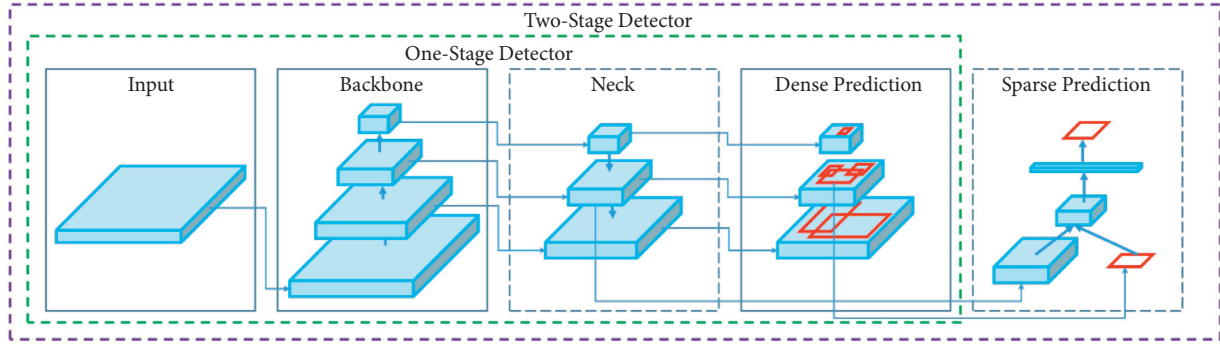 Two-Stage Detector
One-Stage Detector
Input
Backbone
Neck
Dense Prediction
Sparse Prediction